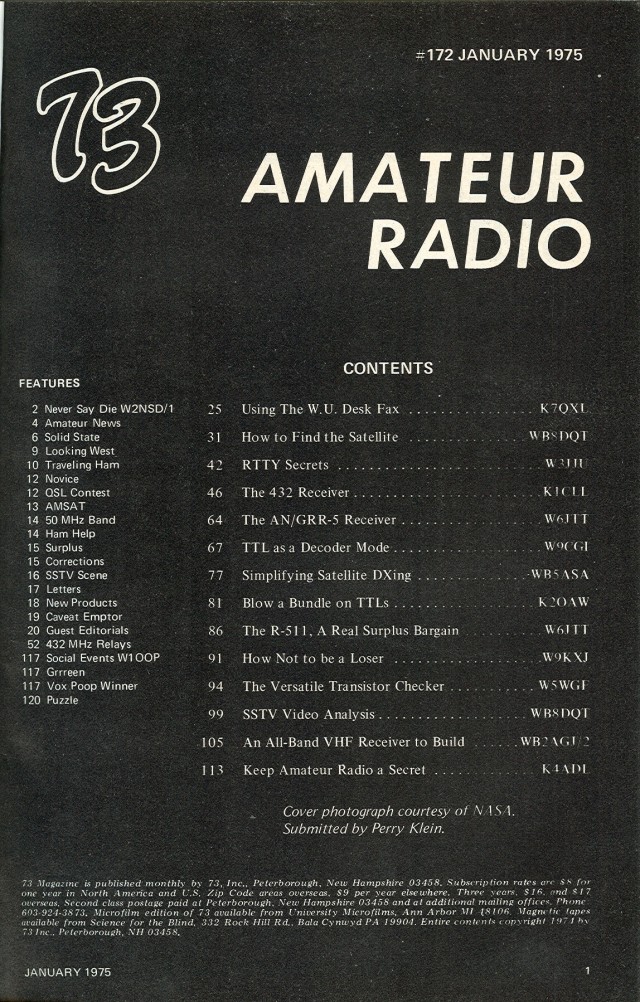 #172 JANUARY 1975
73
AMATEUR
RADIO
CONTENTS
FEATURES
2 Never Say Die W2NSD/1
4 Amateur News
6 Solid State
9 Looking West
10 Traveling Ham
12 Novice
12 QSL Contest
13 AMSAT
14 50 MHz Band
14 Ham Help
15 Surplus
15 Corrections
16 SSTV Scene
17 Letters
18 New Products
19 Caveat Emptor
20 Guest Editorials
52 432 MHz Relays
117 Social Events W1OOP
117 Grrreen
117 Vox Poop Winner
120 Puzzle
25 Using The W.U. Desk Fax ................ K7QXL
31 How to Find the Satellite ............... WB8DQT
42 RTTY Secrets ........................
46 The 432 Receiver ....................... K1CLL
64 The AN/GRR-5 Receiver ................. W6JTT
67 TTL as a Decoder Mode .................. W9CGI
77 Simplifying Satellite DXing .............. WB5ASA
81 Blow a Bundle on TTLs .................. K2OAW
86 The R-511, A Real Surplus Bargain W6JTT
91 How Not to be a Loser .................. W9KXJ
94 The Versatile Transistor Checker ........... W5WGF
99 SSTV Video Analysis .................... WB8DQT
105 An All-Band VHF Receiver to Build ...... WB2AGJ/2
113 Keep Amateur Radio a Secret .............. K4ADL
Cover photograph courtesy of NASA.
Submitted by Perry Klein.
73 Magazine is published monthly by 73, Inc., Peterborough, New Hampshire 03458. Subscription rates are $8 for
one year in North America and U.S. Zip Code areas overseas, $9 per year elsewhere. Three years, $16, and $17
overseas. Second class postage paid at Peterborough, New Hampshire 03458 and at additional mailing offices. Phone
603-924-3873. Microfilm edition of 73 available from University Microfilms, Ann Arbor MI 48106. Magnetic tapes
available from Science for the Blind, 332 Rock Hill Rd., Bala Cynwyd PA 19904. Entire contents copyright 1974 by
73 Inc., Peterborough, NH 03458.
JANUARY 1975
1